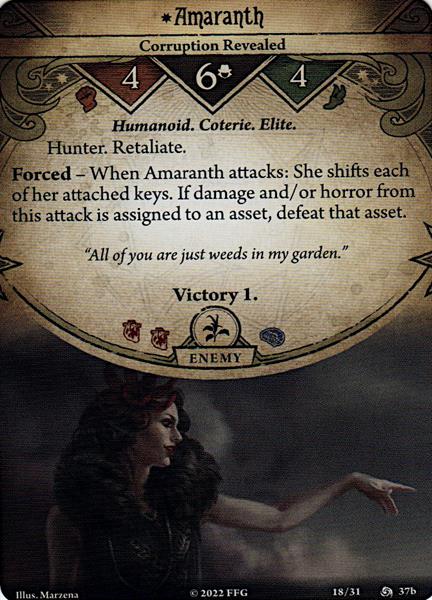 *Amaranth
Corruption Revealed
4 6 4
Humanoid. Coterie. Elite.
Hunter. Retaliate.
Forced – When Amaranth attacks: She shifts each
of her attached keys. If damage and/or horror from
this attack is assigned to an asset, defeat that asset.
“All of you are just weeds in my garden.”
Victory 1.
ENEMY
Illus. Marzena © 2022 FFG 18/31 37b